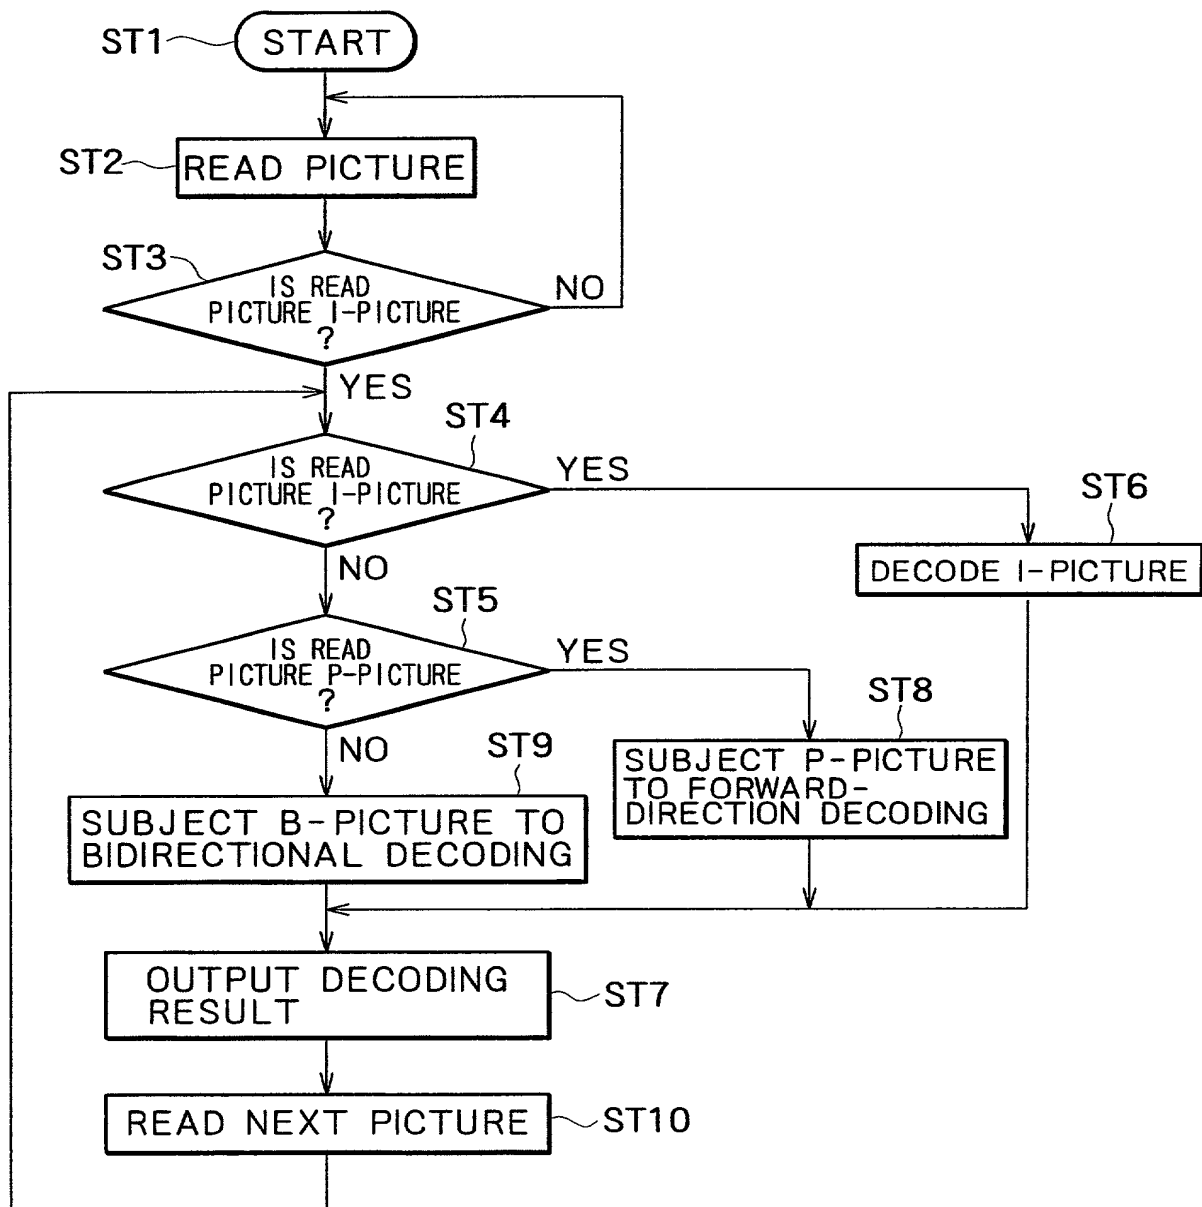 ST1
START
ST2
READ PICTURE
ST3
IS READ
PICTURE I-PICTURE
?
NO
YES
ST4
IS READ
PICTURE I-PICTURE
?
YES
ST6
DECODE I-PICTURE
NO
ST5
IS READ
PICTURE P-PICTURE
?
YES
ST8
SUBJECT P-PICTURE
TO FORWARD-
DIRECTION DECODING
NO
ST9
SUBJECT B-PICTURE TO
BIDIRECTIONAL DECODING
OUTPUT DECODING
RESULT
ST7
READ NEXT PICTURE
ST10